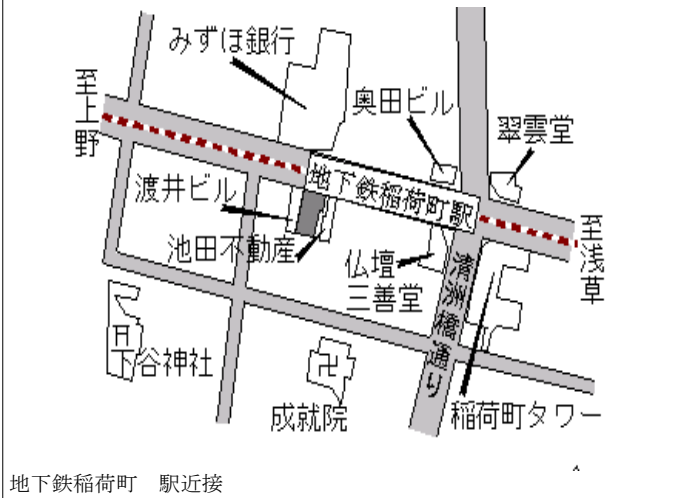 みずほ銀行
至上野
奥田ビル
翠雲堂
地下鉄稲荷町駅
渡井ビル
池田不動産
仏壇
三善堂
清洲橋通り
至浅草
下谷神社
成就院
稲荷町タワー
地下鉄稲荷町　駅近接